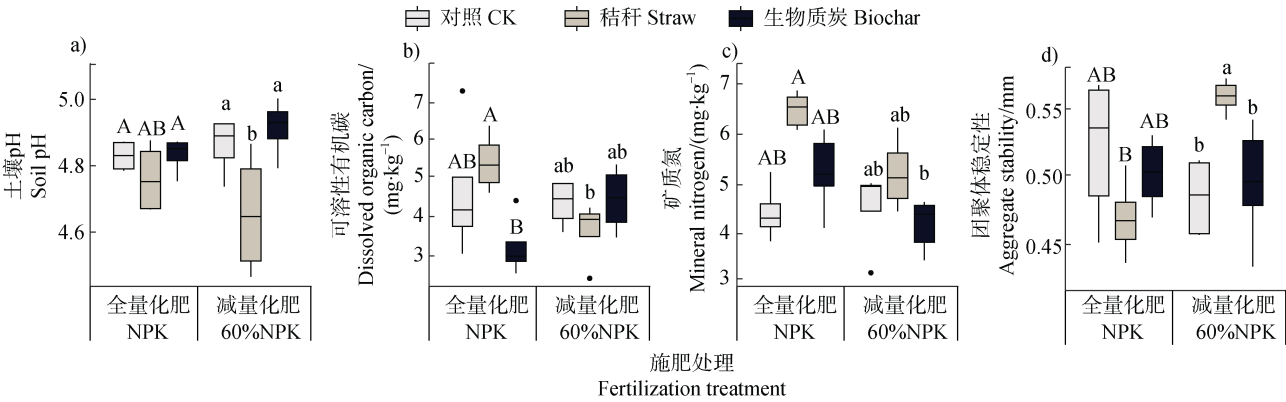 对照 CK 秸秆 Straw 生物质炭 Biochar
a)
土壤pH
Soil pH
5.0
4.8
4.6
A AB A
a b a
全量化肥 减量化肥
NPK 60%NPK
b)
可溶性有机碳
Dissolved organic carbon/
(mg·kg⁻¹)
7
6
5
4
3
AB A B
ab b ab
全量化肥 减量化肥
NPK 60%NPK
c)
矿质氮
Mineral nitrogen/(mg·kg⁻¹)
7
6
5
4
3
AB A AB
ab ab b
全量化肥 减量化肥
NPK 60%NPK
d)
团聚体稳定性
Aggregate stability/mm
0.55
0.50
0.45
AB B AB
b a b
全量化肥 减量化肥
NPK 60%NPK
施肥处理
Fertilization treatment